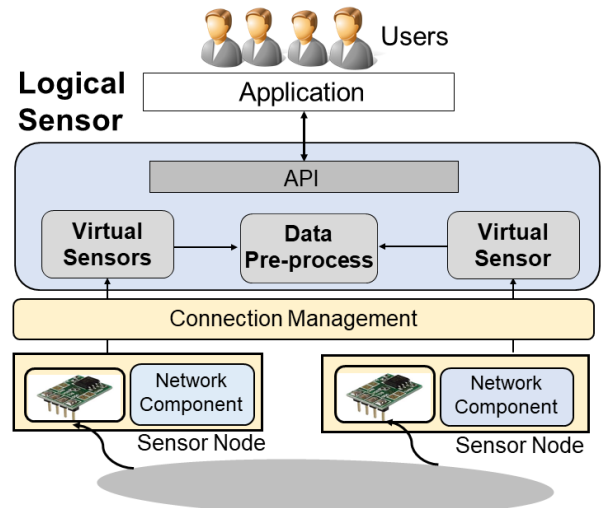 Users
Logical
Sensor
Application
API
Virtual
Sensors
Data
Pre-process
Virtual
Sensor
Connection Management
Network
Component
Sensor Node
Network
Component
Sensor Node